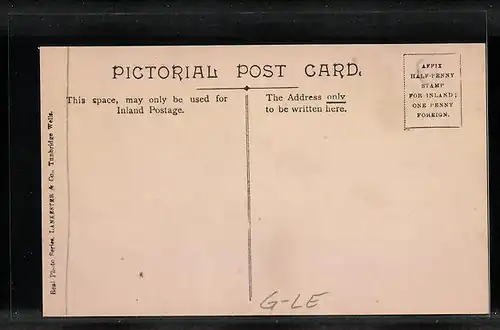 PICTORIAL POST CARD.
This space, may only be used for
Inland Postage.
The Address only
to be written here.
AFFIX
HALF-PENNY
STAMP
FOR INLAND;
ONE PENNY
FOREIGN.
Real Photo Series. LANKESTER & Co., Tunbridge Wells.
G-LE